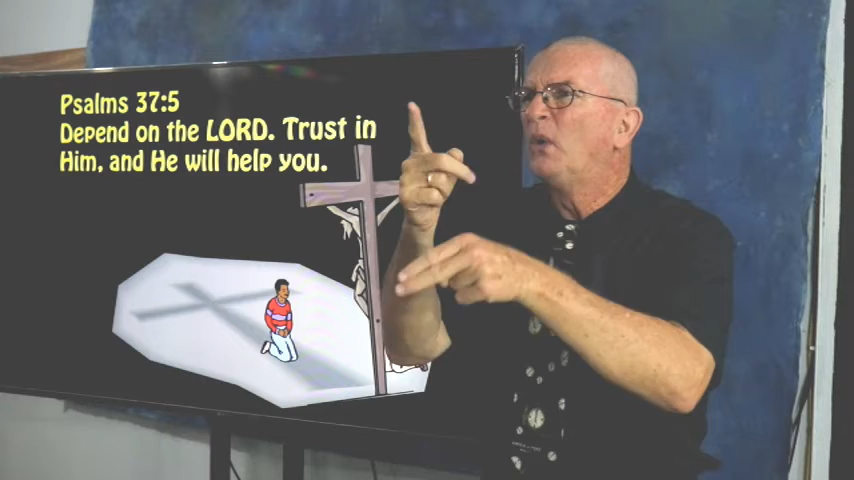 Psalms 37:5
Depend on the LORD. Trust in
Him, and He will help you.